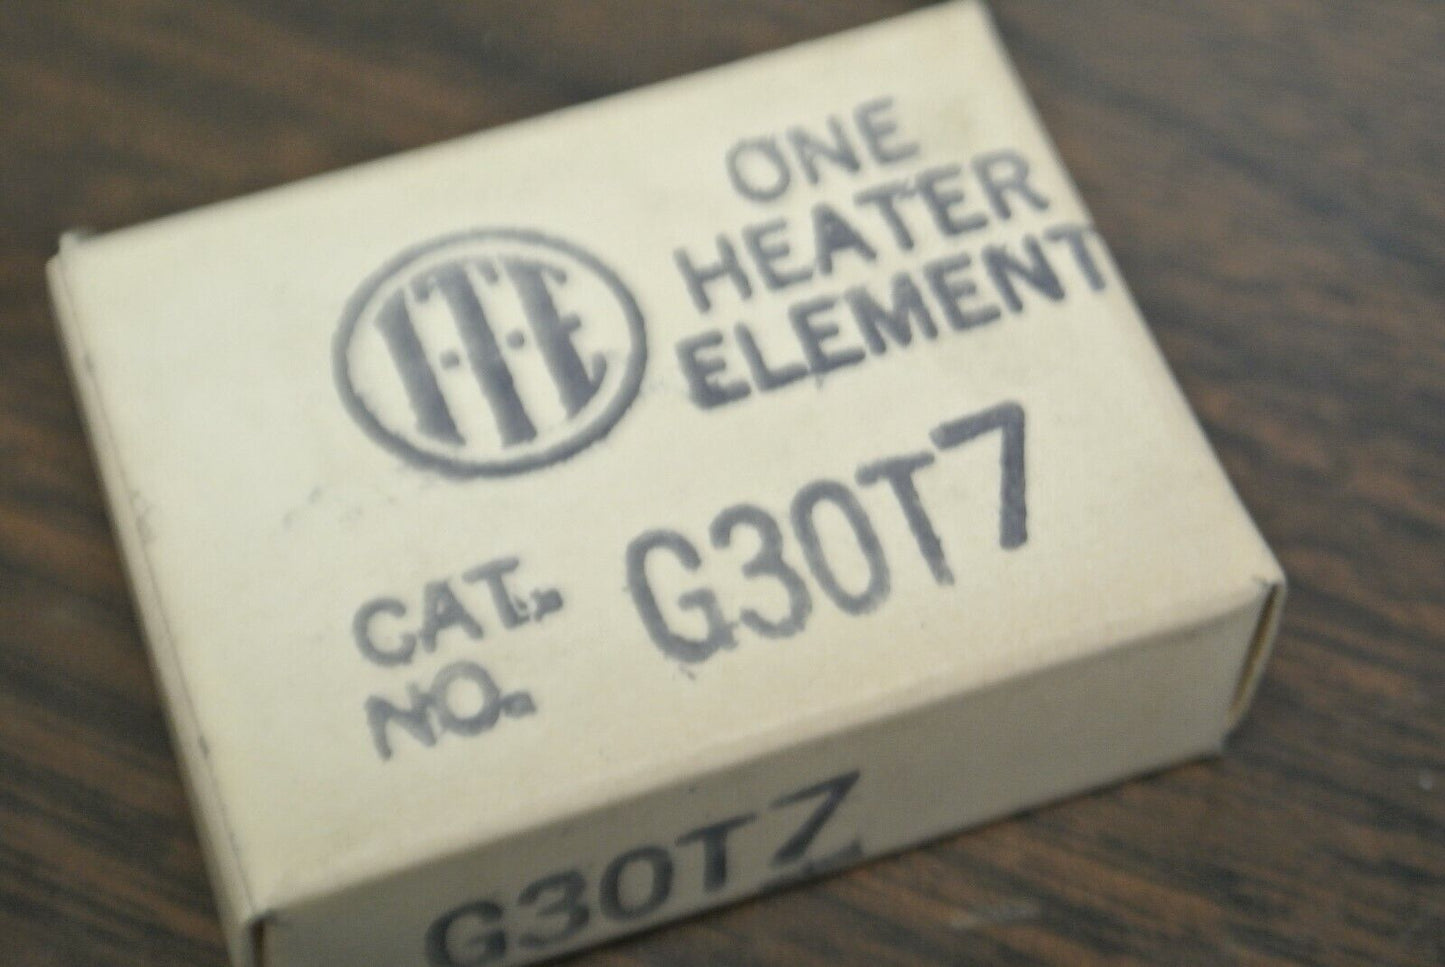 I-T-E
ONE
HEATER
ELEMENT
CAT. G30T7
NO.
G30T7